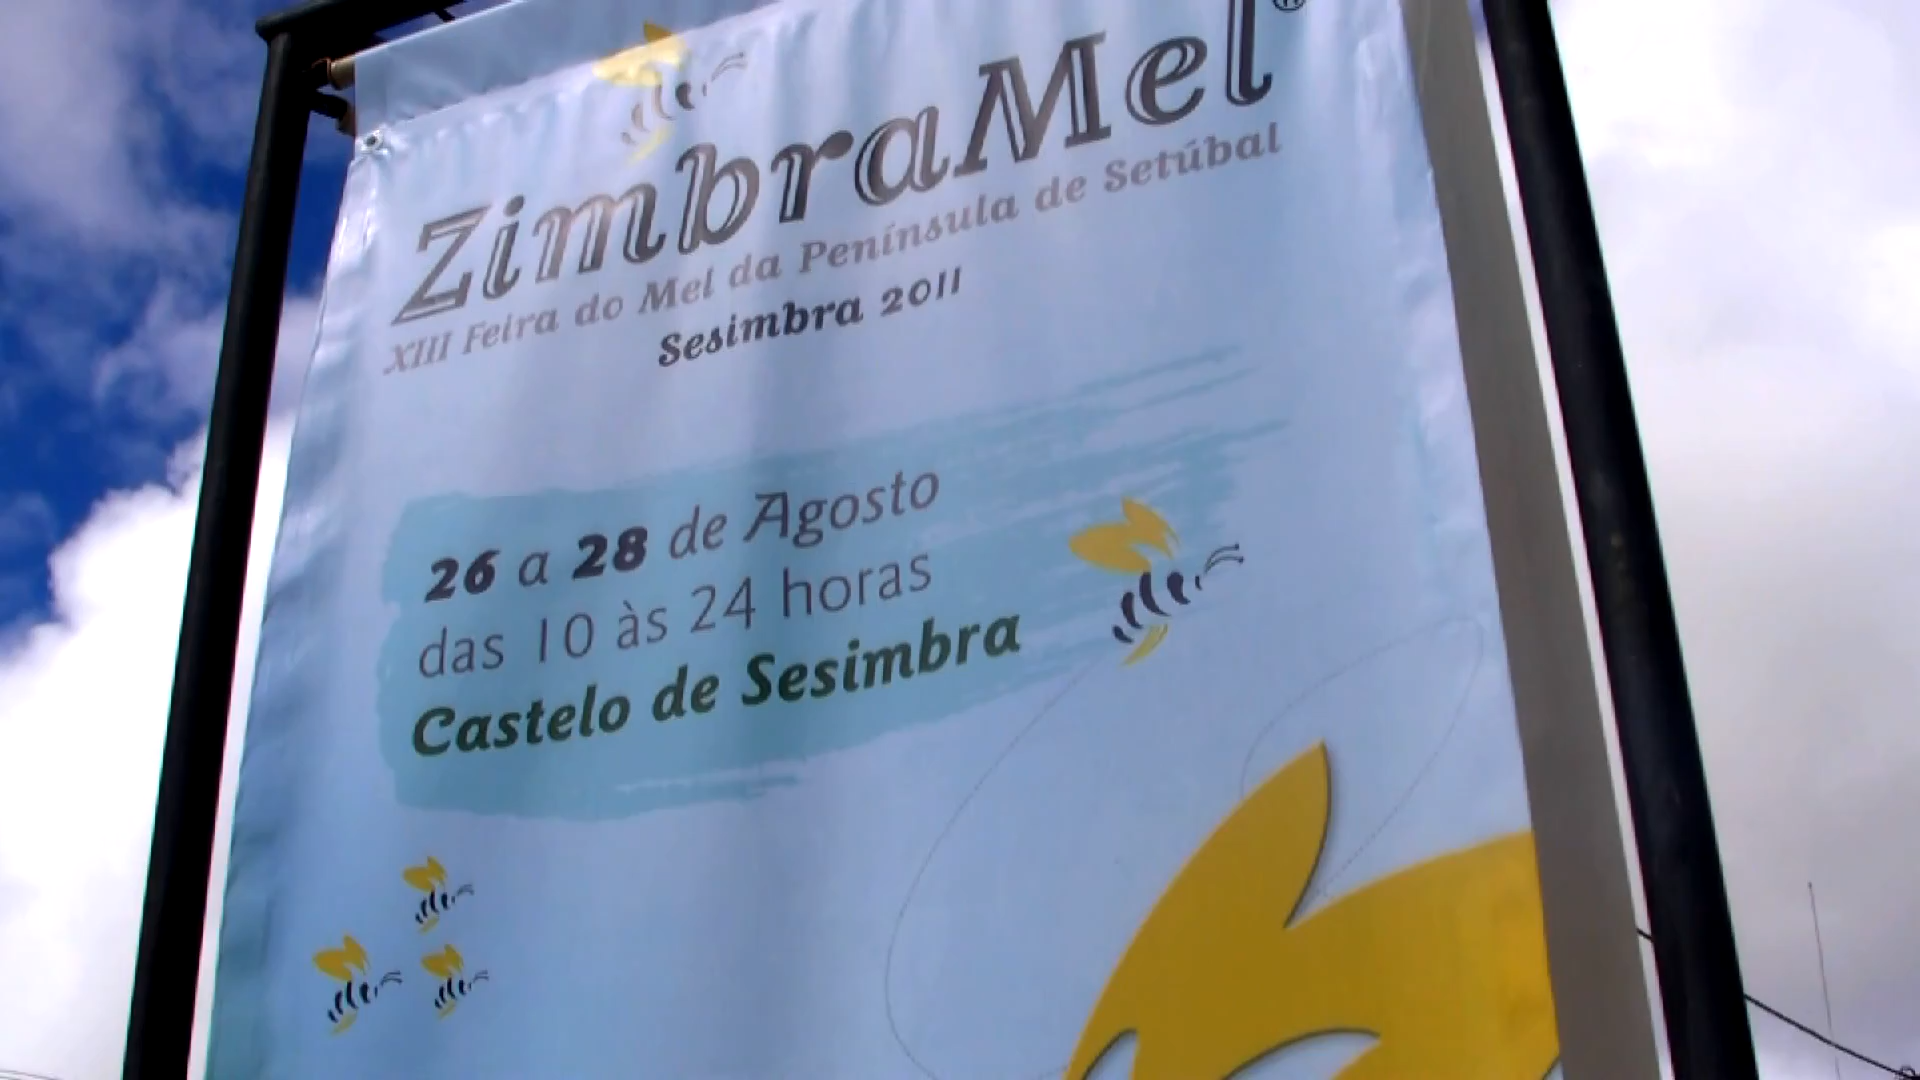 ZimbraMel®
XIII Feira do Mel da Península de Setúbal
Sesimbra 2011
26 a 28 de Agosto
das 10 às 24 horas
Castelo de Sesimbra